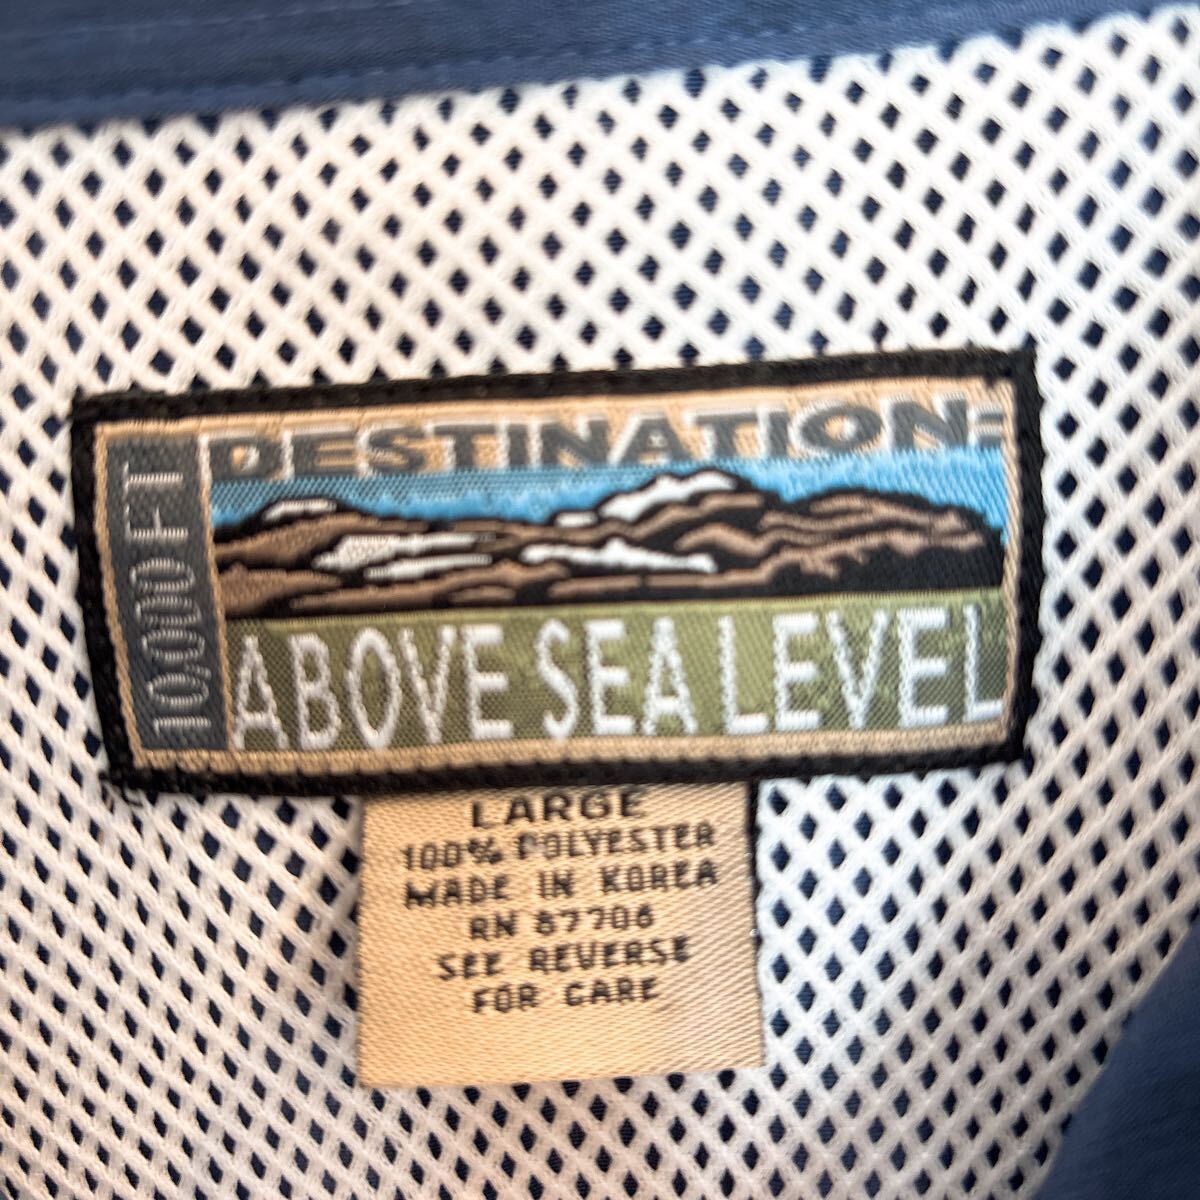 10,000 FT
DESTINATION:
ABOVE SEA LEVEL
LARGE
100% POLYESTER
MADE IN KOREA
RN 87706
SEE REVERSE
FOR CARE